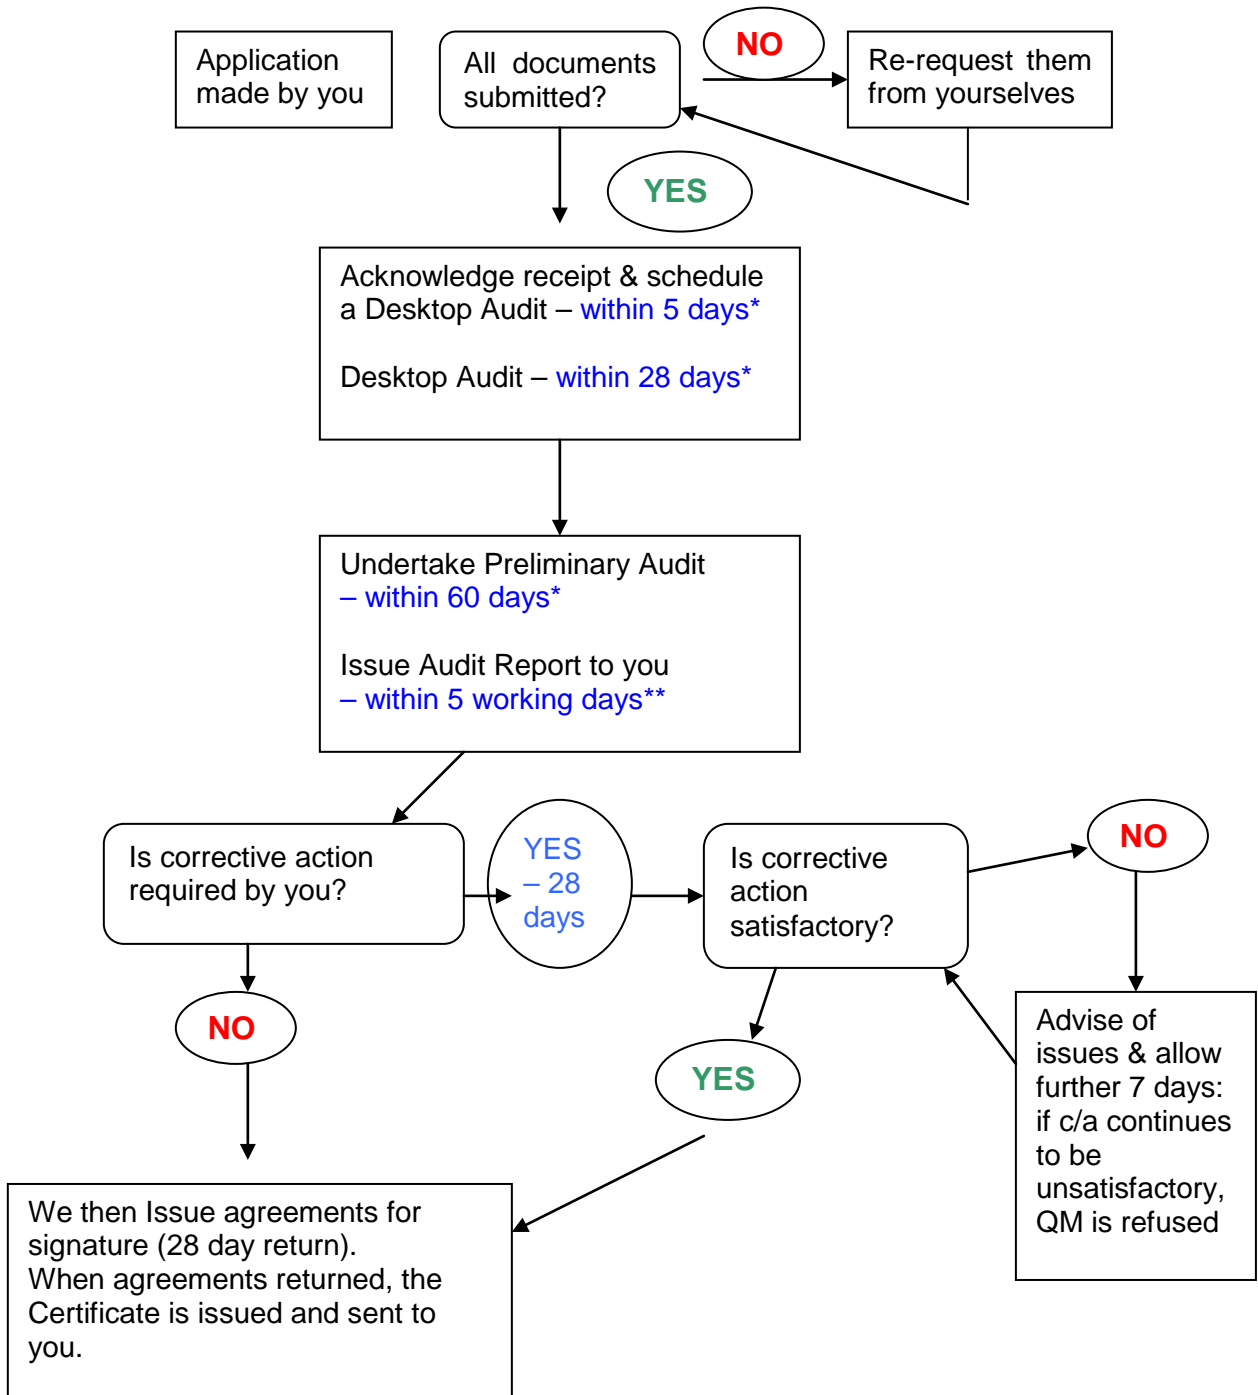 Application
made by you
All documents
submitted?
NO
Re-request them
from yourselves
YES
Acknowledge receipt & schedule
a Desktop Audit – within 5 days*
Desktop Audit – within 28 days*
Undertake Preliminary Audit
– within 60 days*
Issue Audit Report to you
– within 5 working days**
Is corrective action
required by you?
YES
– 28
days
Is corrective
action
satisfactory?
NO
NO
YES
Advise of
issues & allow
further 7 days:
if c/a continues
to be
unsatisfactory,
QM is refused
We then Issue agreements for
signature (28 day return).
When agreements returned, the
Certificate is issued and sent to
you.